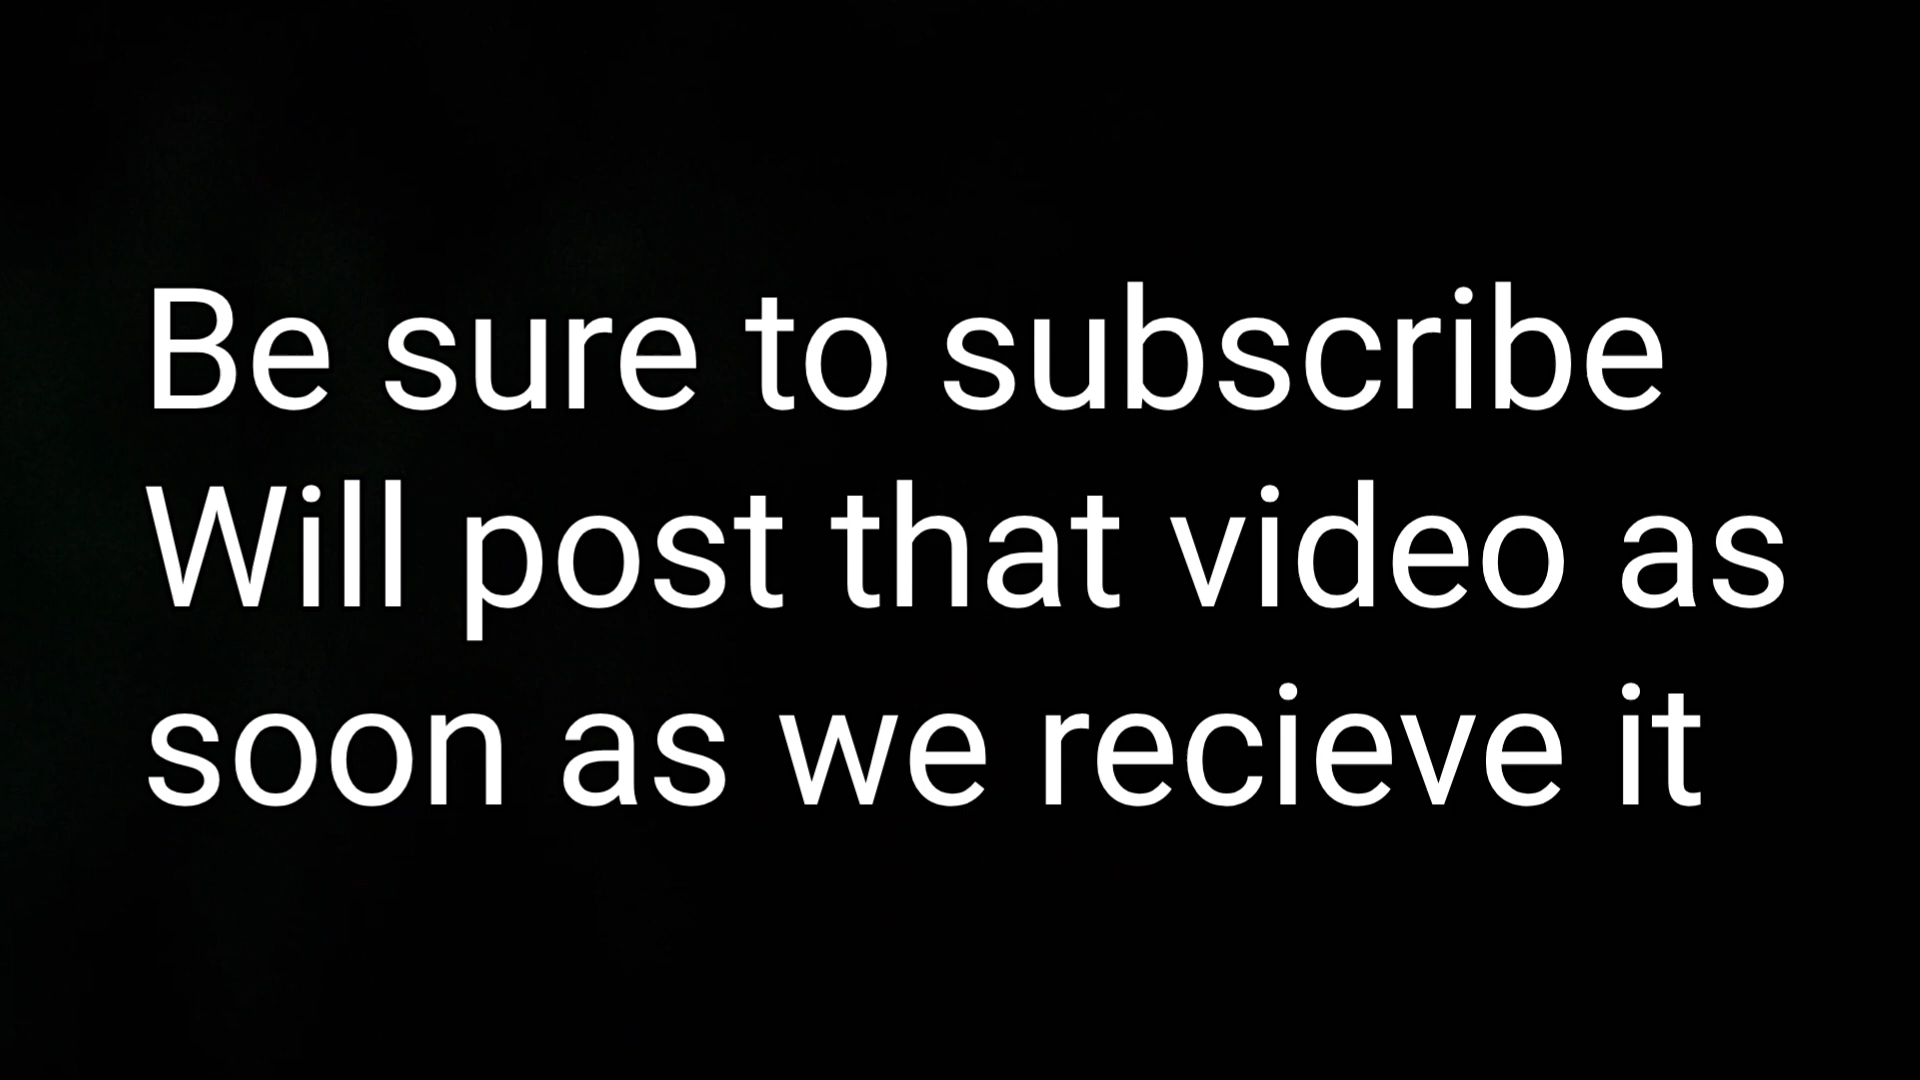 Be sure to subscribe
Will post that video as
soon as we recieve it